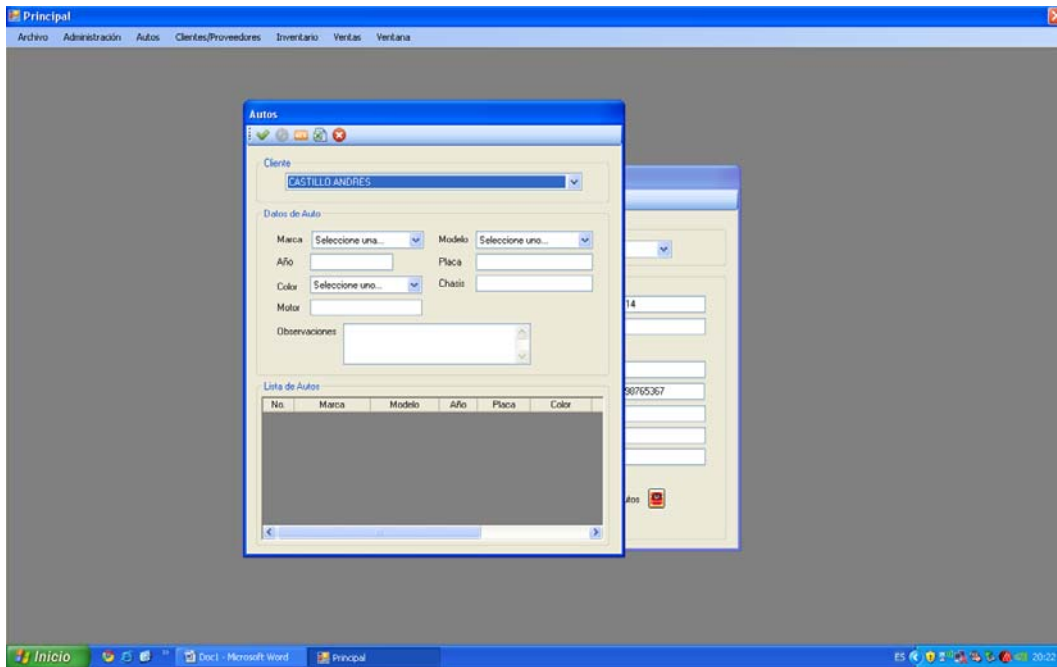 Principal
Archivo Administración Autos Clientes/Proveedores Inventario Ventas Ventana
Autos
Cliente
CASTILLO ANDRES
Datos de Auto
Marca Seleccione una... Modelo Seleccione uno...
Año Placa
Color Seleccione uno... Chasis
Motor
14
Observaciones
Lista de Autos
98765367
No. Marca Modelo Año Placa Color
utos
Inicio Doc1 - Microsoft Word Principal ES 20:22